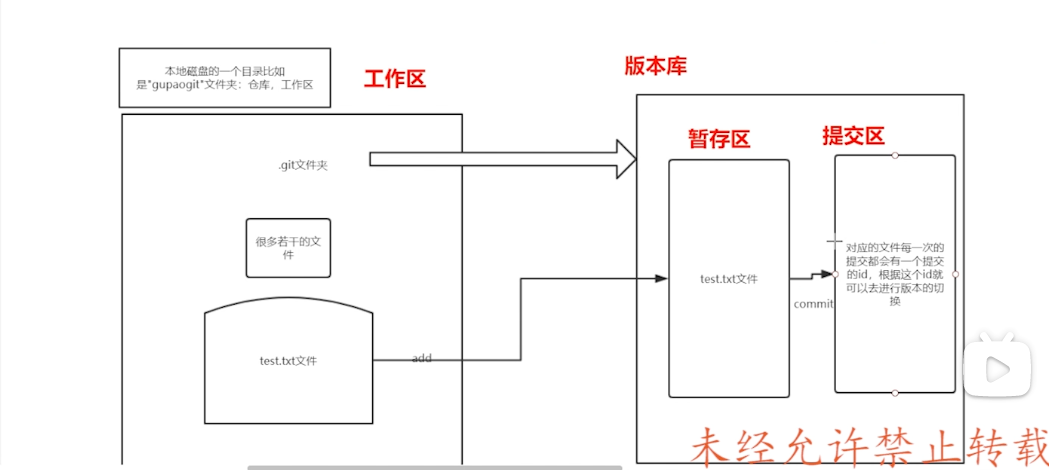 本地磁盘的一个目录比如
是"gupaogit"文件夹：仓库，工作区
工作区
版本库
暂存区
提交区
.git文件夹
很多若干的文
件
对应的文件每一次的
提交都会有一个提交
的id，根据这个id就
可以去进行版本的切
换
test.txt文件
commit
test.txt文件
add
未经允许禁止转载